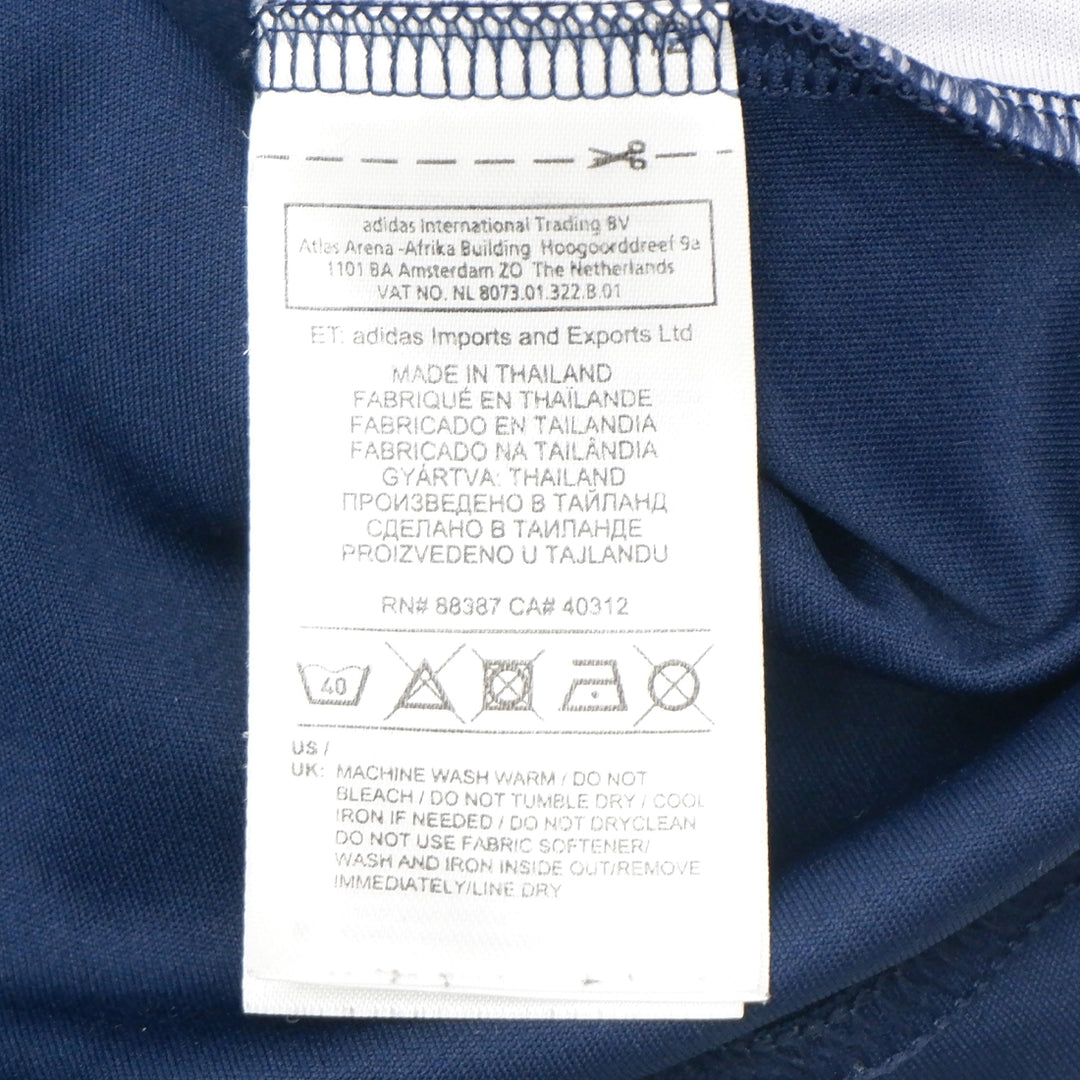 adidas International Trading BV
Atlas Arena -Afrika Building Hoogoorddreef 9a
1101 BA Amsterdam ZO The Netherlands
VAT NO. NL 8073.01.322.B.01
ET: adidas Imports and Exports Ltd
MADE IN THAILAND
FABRIQUÉ EN THAÏLANDE
FABRICADO EN TAILANDIA
FABRICADO NA TAILÂNDIA
GYÁRTVA: THAILAND
ПРОИЗВЕДЕНО В ТАЙЛАНД
СДЕЛАНО В ТАИЛАНДЕ
PROIZVEDENO U TAJLANDU
RN# 88387 CA# 40312
40
US /
UK: MACHINE WASH WARM / DO NOT
BLEACH / DO NOT TUMBLE DRY / COOL
IRON IF NEEDED / DO NOT DRYCLEAN
DO NOT USE FABRIC SOFTENER/
WASH AND IRON INSIDE OUT/REMOVE
IMMEDIATELY/LINE DRY